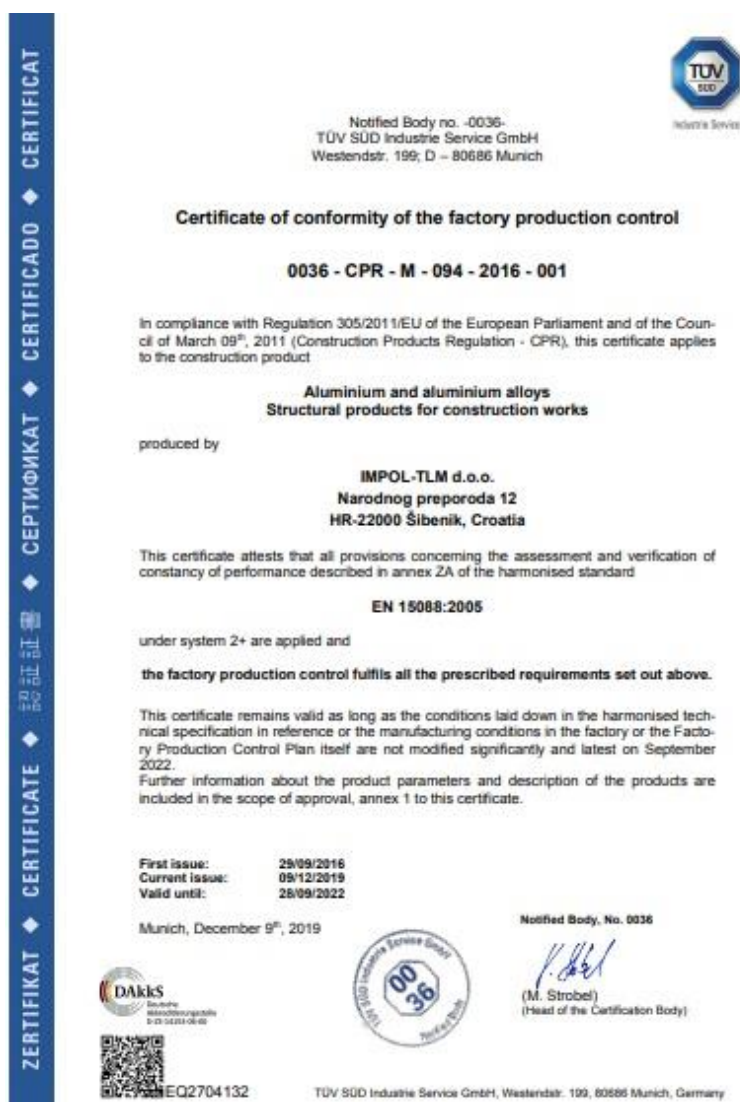 ZERTIFIKAT ◆ CERTIFICATE ◆ 認証証書 ◆ СЕРТИФИКАТ ◆ CERTIFICADO ◆ CERTIFICAT
TÜV
SÜD
Industrie Service
Notified Body no. -0036-
TÜV SÜD Industrie Service GmbH
Westendstr. 199; D – 80686 Munich
Certificate of conformity of the factory production control
0036 - CPR - M - 094 - 2016 - 001
In compliance with Regulation 305/2011/EU of the European Parliament and of the Coun-
cil of March 09th, 2011 (Construction Products Regulation - CPR), this certificate applies
to the construction product
Aluminium and aluminium alloys
Structural products for construction works
produced by
IMPOL-TLM d.o.o.
Narodnog preporoda 12
HR-22000 Šibenik, Croatia
This certificate attests that all provisions concerning the assessment and verification of
constancy of performance described in annex ZA of the harmonised standard
EN 15088:2005
under system 2+ are applied and
the factory production control fulfils all the prescribed requirements set out above.
This certificate remains valid as long as the conditions laid down in the harmonised tech-
nical specification in reference or the manufacturing conditions in the factory or the Facto-
ry Production Control Plan itself are not modified significantly and latest on September
2022.
Further information about the product parameters and description of the products are
included in the scope of approval, annex 1 to this certificate.
First issue: 29/09/2016
Current issue: 09/12/2019
Valid until: 28/09/2022
Munich, December 9th, 2019
Notified Body, No. 0036
TÜV SÜD Industrie Service GmbH
0036
Notified Body
(M. Strobel)
(Head of the Certification Body)
DAkkS
Deutsche
Akkreditierungsstelle
EQ2704132
TÜV SÜD Industrie Service GmbH, Westendstr. 199, 80686 Munich, Germany